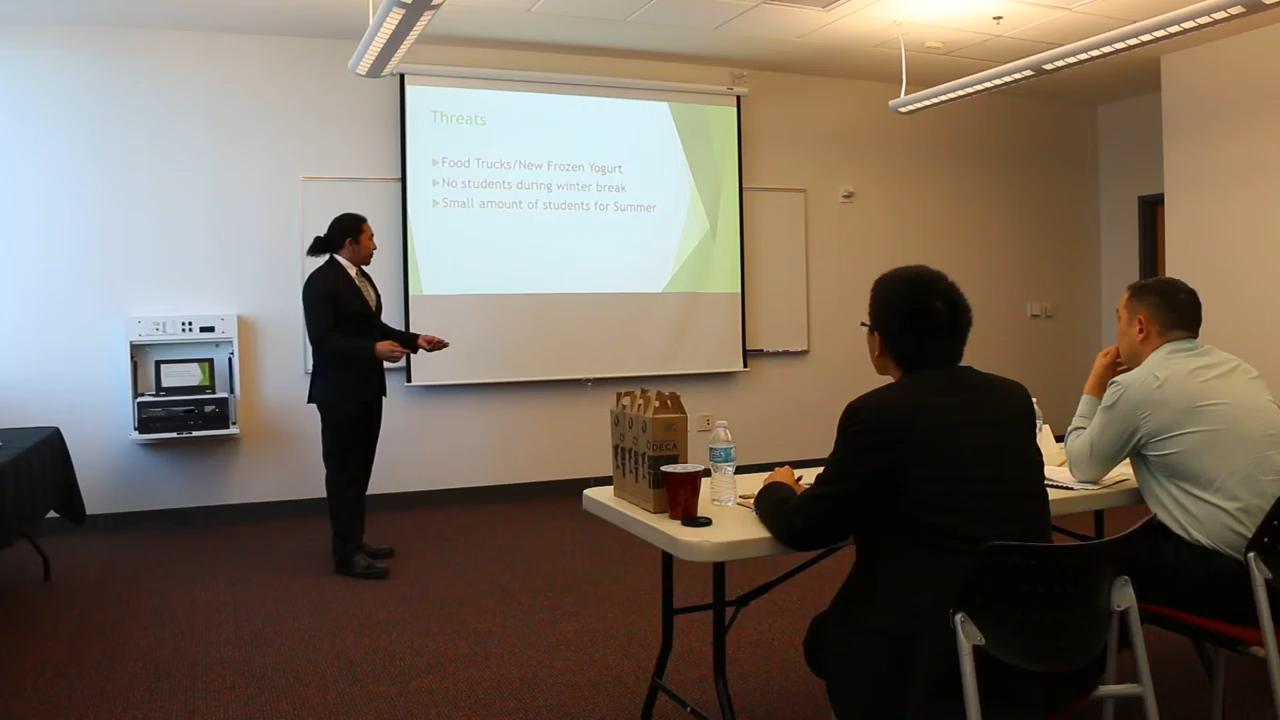 Threats
Food Trucks/New Frozen Yogurt
No students during winter break
Small amount of students for Summer
DECA